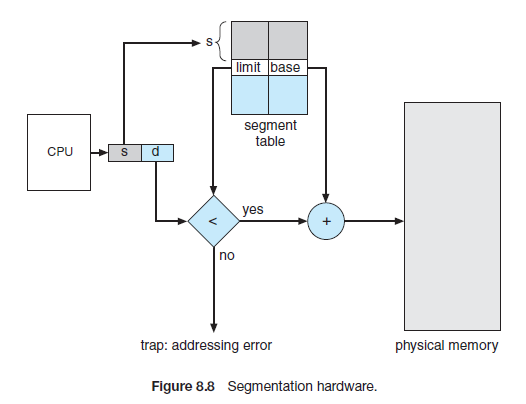 s
limit base
segment
table
CPU
s d
<
yes
+
no
trap: addressing error
physical memory
Figure 8.8 Segmentation hardware.